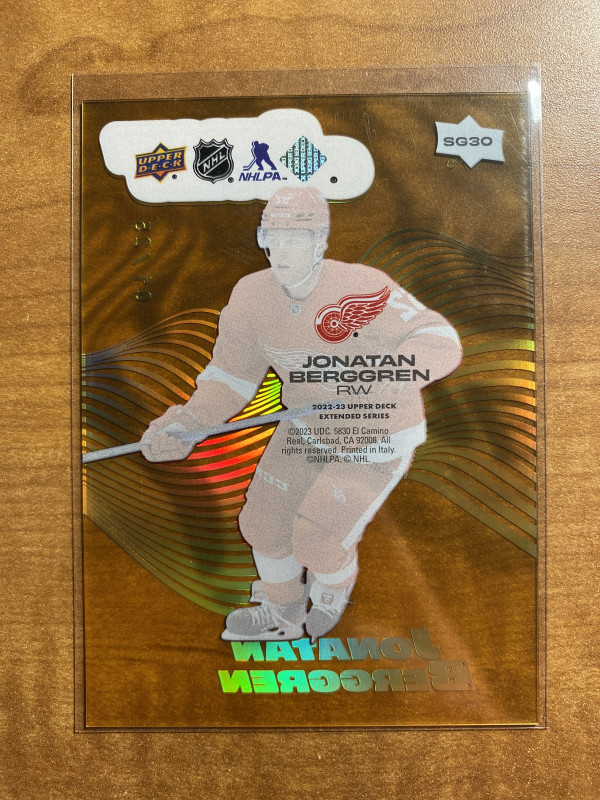 UPPER
DECK
NHL
NHLPA
SG30
JONATAN
BERGGREN
RW
2022-23 UPPER DECK
EXTENDED SERIES
©2023 UDC. 5830 El Camino
Real, Carlsbad, CA 92008. All
rights reserved. Printed in Italy.
©NHLPA. © NHL.
JONATAN
BERGGREN